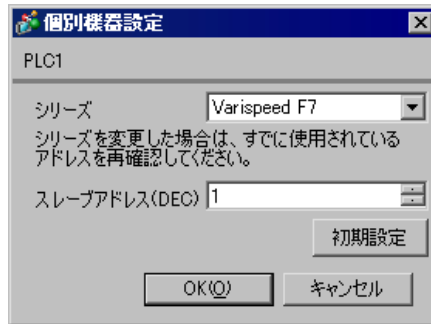 個別機器設定
PLC1
シリーズ Varispeed F7
シリーズを変更した場合は、すでに使用されている
アドレスを再確認してください。
スレーブアドレス(DEC) 1
初期設定
OK(O) キャンセル